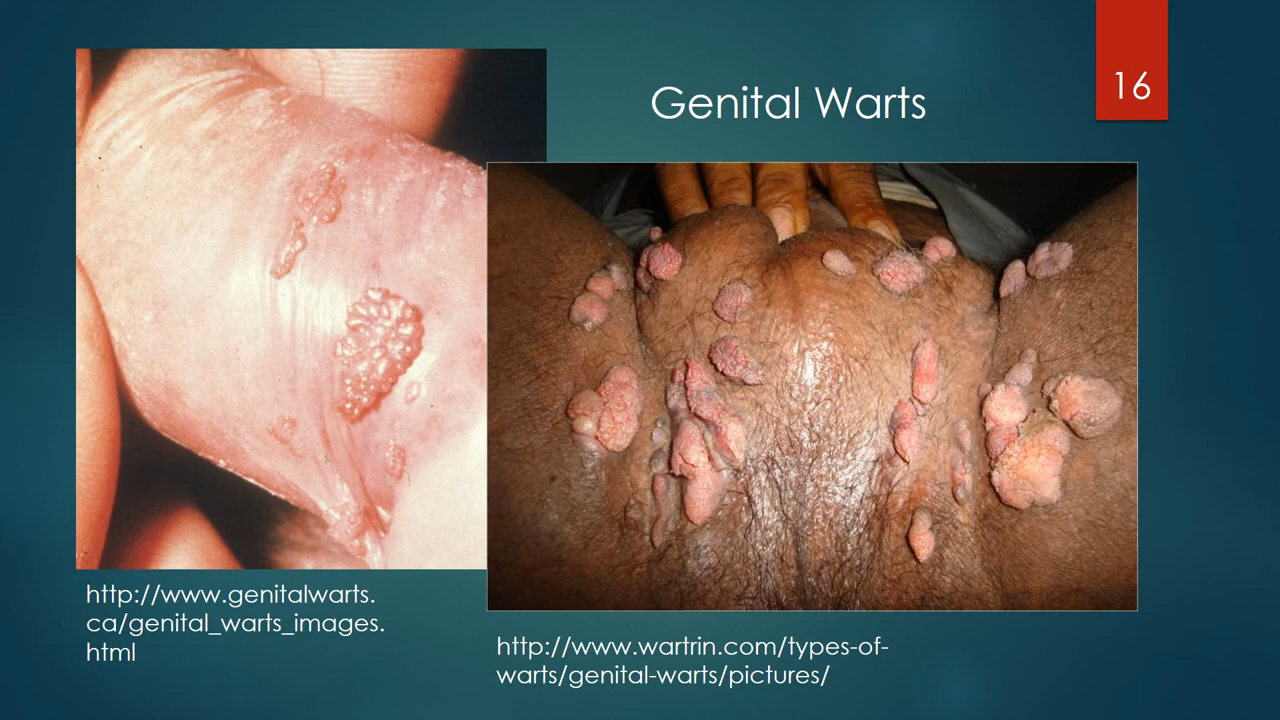 Genital Warts
16
http://www.genitalwarts.
ca/genital_warts_images.
html
http://www.wartrin.com/types-of-
warts/genital-warts/pictures/